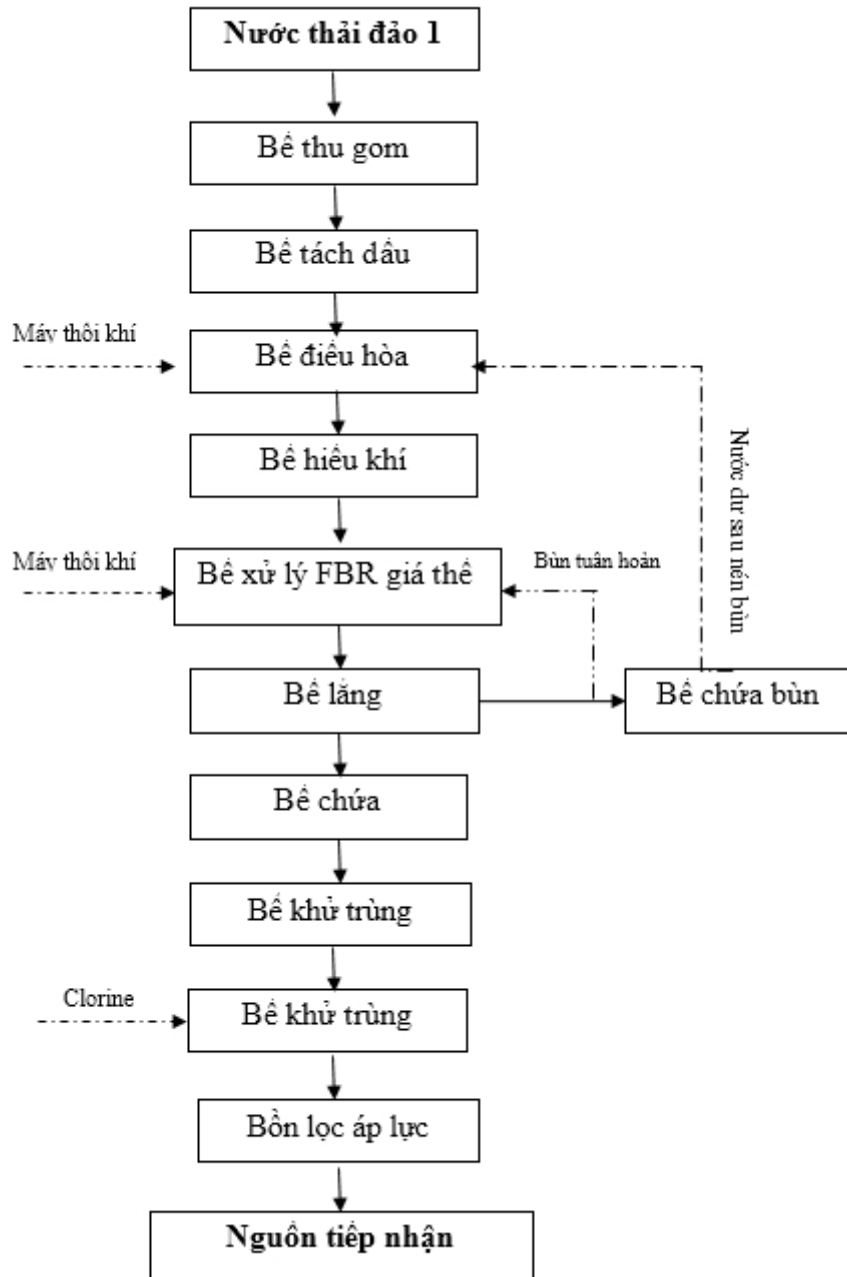 Nước thải đảo 1
Bể thu gom
Bể tách dầu
Máy thổi khí
Bể điều hòa
Bể hiếu khí
Nước dư sau nén bùn
Máy thổi khí
Bể xử lý FBR giá thể
Bùn tuần hoàn
Bể lắng
Bể chứa bùn
Bể chứa
Bể khử trùng
Clorine
Bể khử trùng
Bồn lọc áp lực
Nguồn tiếp nhận